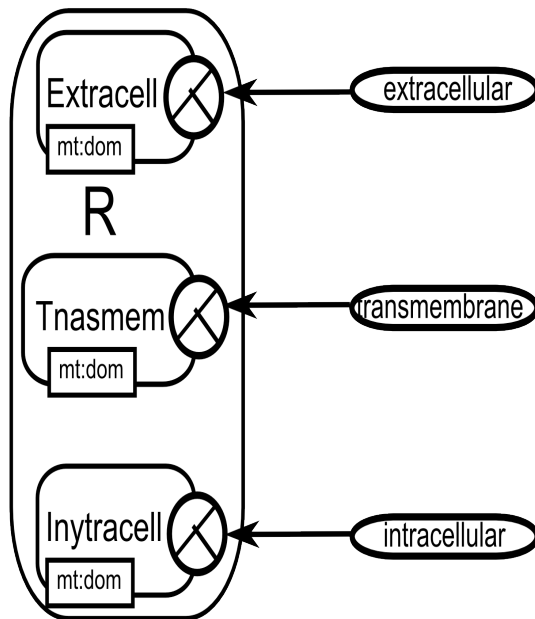 Extracell
extracellular
mt:dom
R
Tnasmem
transmembrane
mt:dom
Inytracell
intracellular
mt:dom